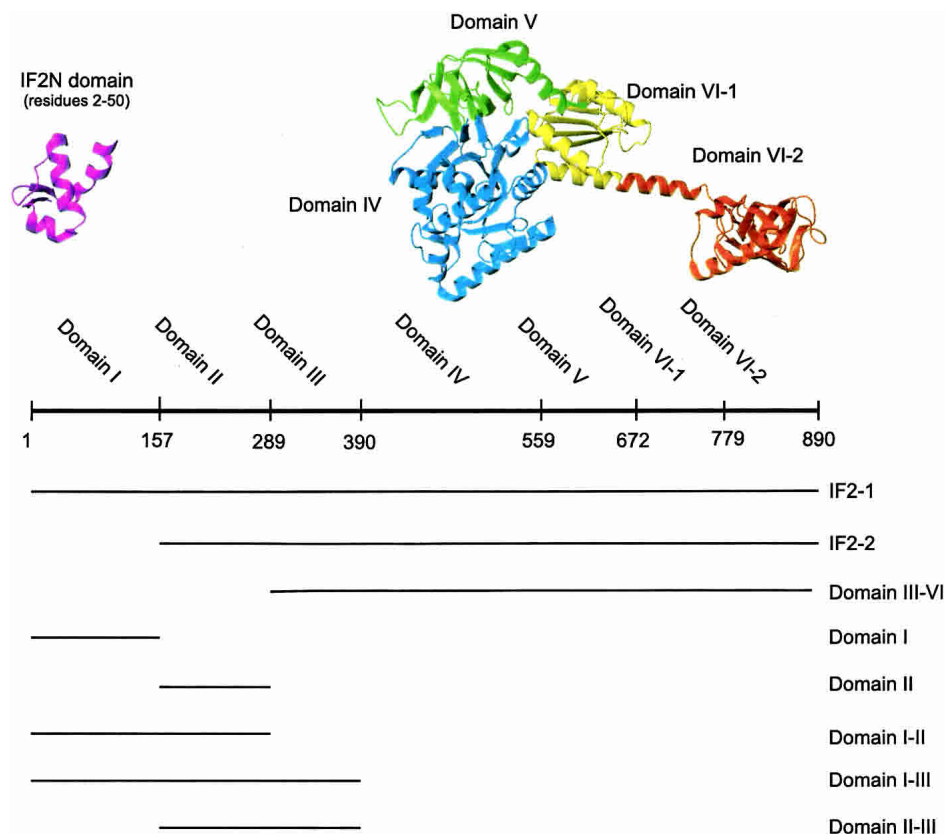 Domain V
IF2N domain
(residues 2-50)
Domain VI-1
Domain VI-2
Domain IV
Domain I
Domain II
Domain III
Domain IV
Domain V
Domain VI-1
Domain VI-2
1 157 289 390 559 672 779 890
IF2-1
IF2-2
Domain III-VI
Domain I
Domain II
Domain I-II
Domain I-III
Domain II-III